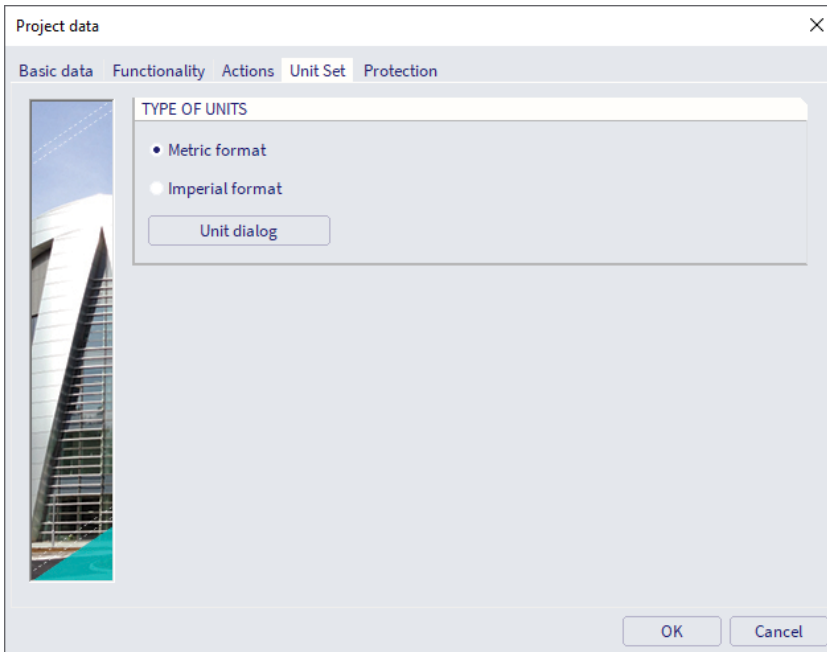 Project data
Basic data Functionality Actions Unit Set Protection
TYPE OF UNITS
Metric format
Imperial format
Unit dialog
OK Cancel